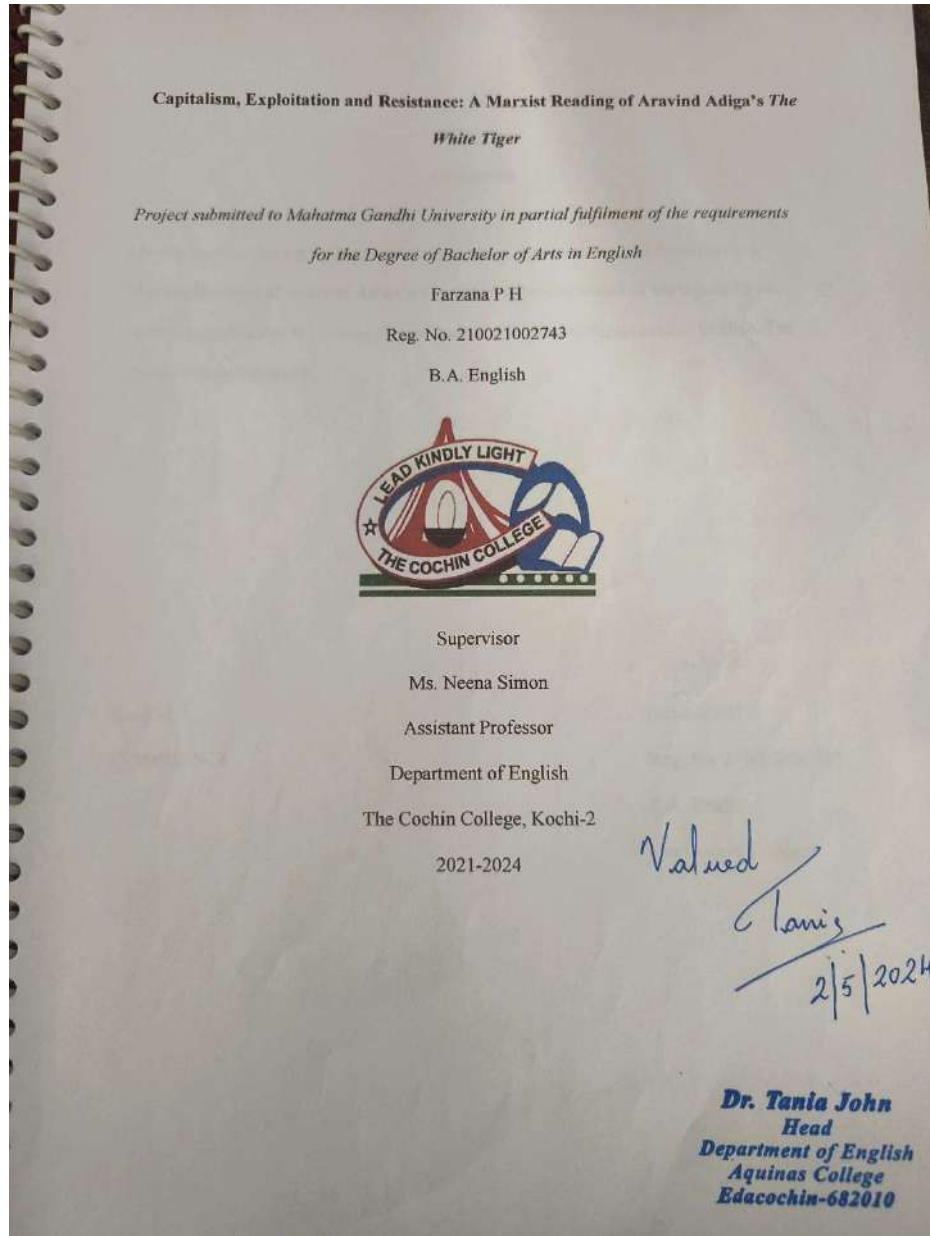 Capitalism, Exploitation and Resistance: A Marxist Reading of Aravind Adiga's The
White Tiger
Project submitted to Mahatma Gandhi University in partial fulfilment of the requirements
for the Degree of Bachelor of Arts in English
Farzana P H
Reg. No. 210021002743
B.A. English
LEAD KINDLY LIGHT
THE COCHIN COLLEGE
Supervisor
Ms. Neena Simon
Assistant Professor
Department of English
The Cochin College, Kochi-2
2021-2024
Valued
Tania
2/5/2024
Dr. Tania John
Head
Department of English
Aquinas College
Edacochin-682010